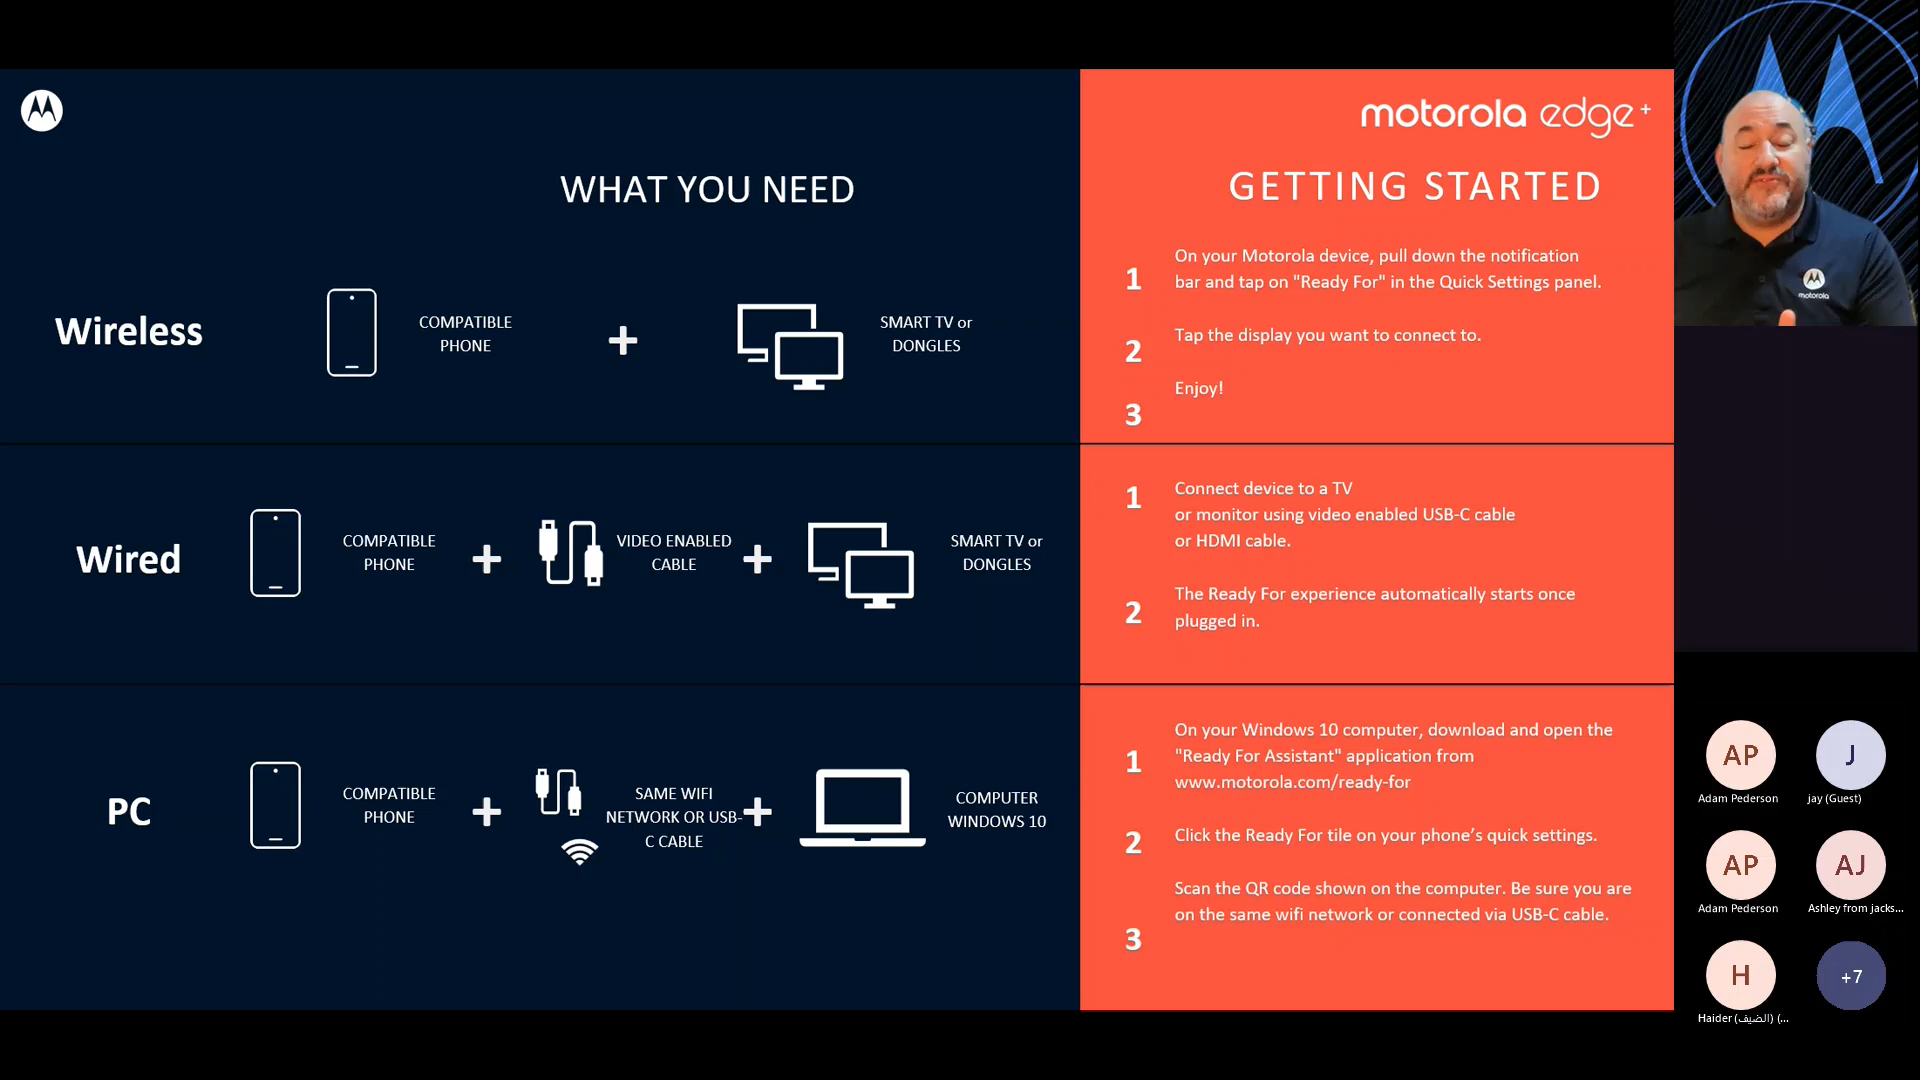 motorola edge+
WHAT YOU NEED
GETTING STARTED
Wireless
COMPATIBLE
PHONE
+
SMART TV or
DONGLES
1
On your Motorola device, pull down the notification
bar and tap on "Ready For" in the Quick Settings panel.
2
Tap the display you want to connect to.
3
Enjoy!
Wired
COMPATIBLE
PHONE
+
VIDEO ENABLED
CABLE
+
SMART TV or
DONGLES
1
Connect device to a TV
or monitor using video enabled USB-C cable
or HDMI cable.
2
The Ready For experience automatically starts once
plugged in.
PC
COMPATIBLE
PHONE
+
SAME WIFI
NETWORK OR USB-
C CABLE
+
COMPUTER
WINDOWS 10
1
On your Windows 10 computer, download and open the
"Ready For Assistant" application from
www.motorola.com/ready-for
2
Click the Ready For tile on your phone’s quick settings.
3
Scan the QR code shown on the computer. Be sure you are
on the same wifi network or connected via USB-C cable.
motorola
AP
Adam Pederson
J
jay (Guest)
AP
Adam Pederson
AJ
Ashley from jacks...
H
Haider (الضيف) (...
+7